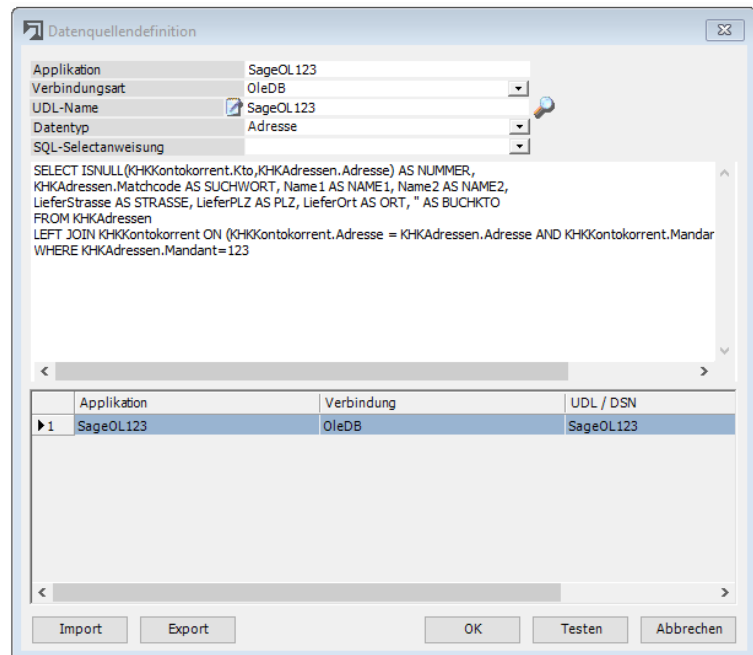 Datenquellendefinition
Applikation SageOL123
Verbindungsart OleDB
UDL-Name SageOL123
Datentyp Adresse
SQL-Selectanweisung
SELECT ISNULL(KHKKontokorrent.Kto,KHKAdressen.Adresse) AS NUMMER,
KHKAdressen.Matchcode AS SUCHWORT, Name1 AS NAME1, Name2 AS NAME2,
LieferStrasse AS STRASSE, LieferPLZ AS PLZ, LieferOrt AS ORT, '' AS BUCHKTO
FROM KHKAdressen
LEFT JOIN KHKKontokorrent ON (KHKKontokorrent.Adresse = KHKAdressen.Adresse AND KHKKontokorrent.Mandar
WHERE KHKAdressen.Mandant=123
Applikation Verbindung UDL / DSN
1 SageOL123 OleDB SageOL123
Import Export OK Testen Abbrechen